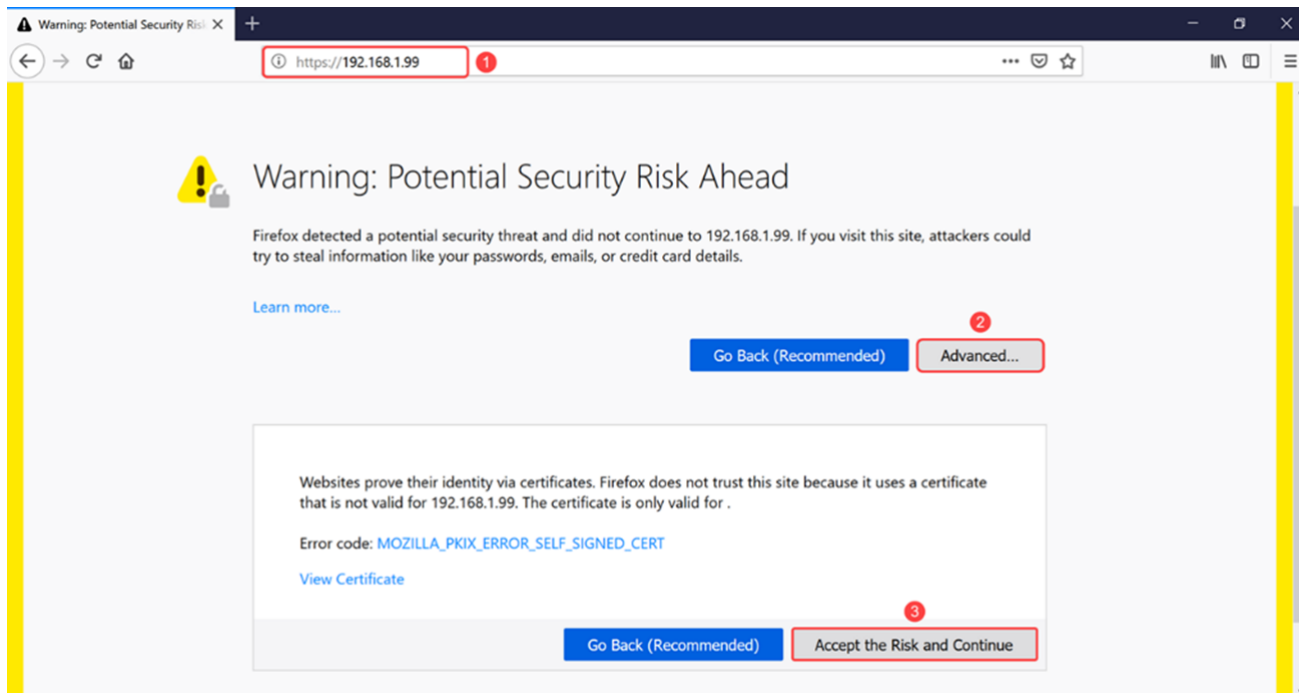 Warning: Potential Security Ris
https://192.168.1.99
1
Warning: Potential Security Risk Ahead
Firefox detected a potential security threat and did not continue to 192.168.1.99. If you visit this site, attackers could
try to steal information like your passwords, emails, or credit card details.
Learn more...
2
Go Back (Recommended) Advanced...
Websites prove their identity via certificates. Firefox does not trust this site because it uses a certificate
that is not valid for 192.168.1.99. The certificate is only valid for .
Error code: MOZILLA_PKIX_ERROR_SELF_SIGNED_CERT
View Certificate
3
Go Back (Recommended) Accept the Risk and Continue